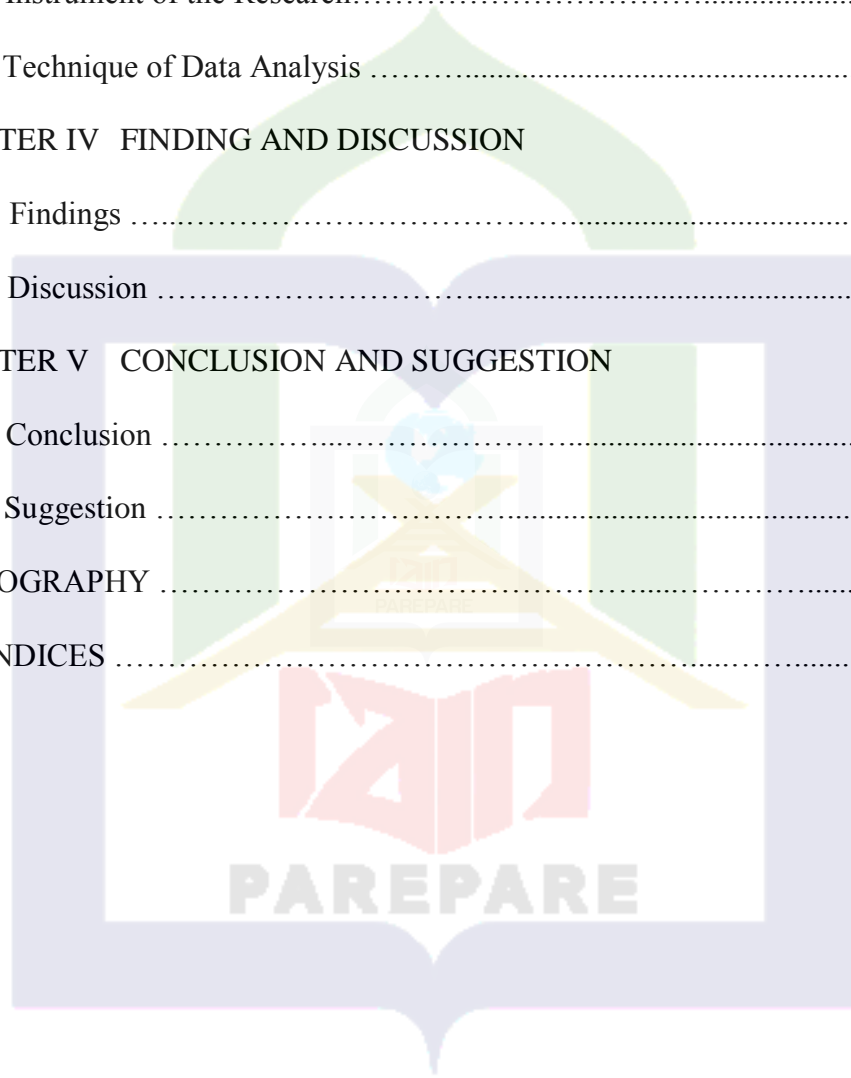 Instrument of the Research……………………………….....................
Technique of Data Analysis ………...................................................
TER IV FINDING AND DISCUSSION
Findings …...…………………………………......................................
Discussion …………………………...................................................
TER V CONCLUSION AND SUGGESTION
Conclusion ……………...…………………….....................................
Suggestion ………………………………...........................................
OGRAPHY ……………………………………….....…………......
NDICES …………………………………………………....……......
PAREPARE
PAREPARE